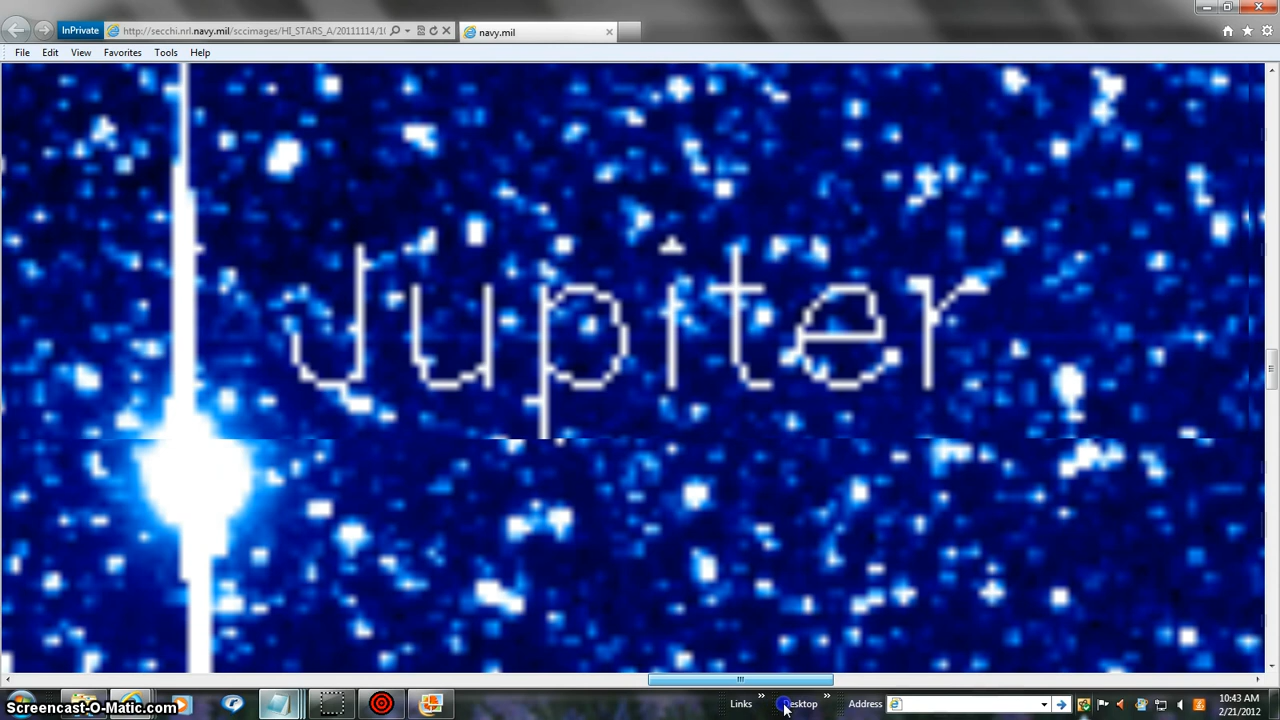 InPrivate
http://secchi.nrl.navy.mil/sccimages/HI_STARS_A/20111114/
navy.mil
File Edit View Favorites Tools Help
Jupiter
Links Desktop Address
10:43 AM
2/21/2012
Screencast-O-Matic.com